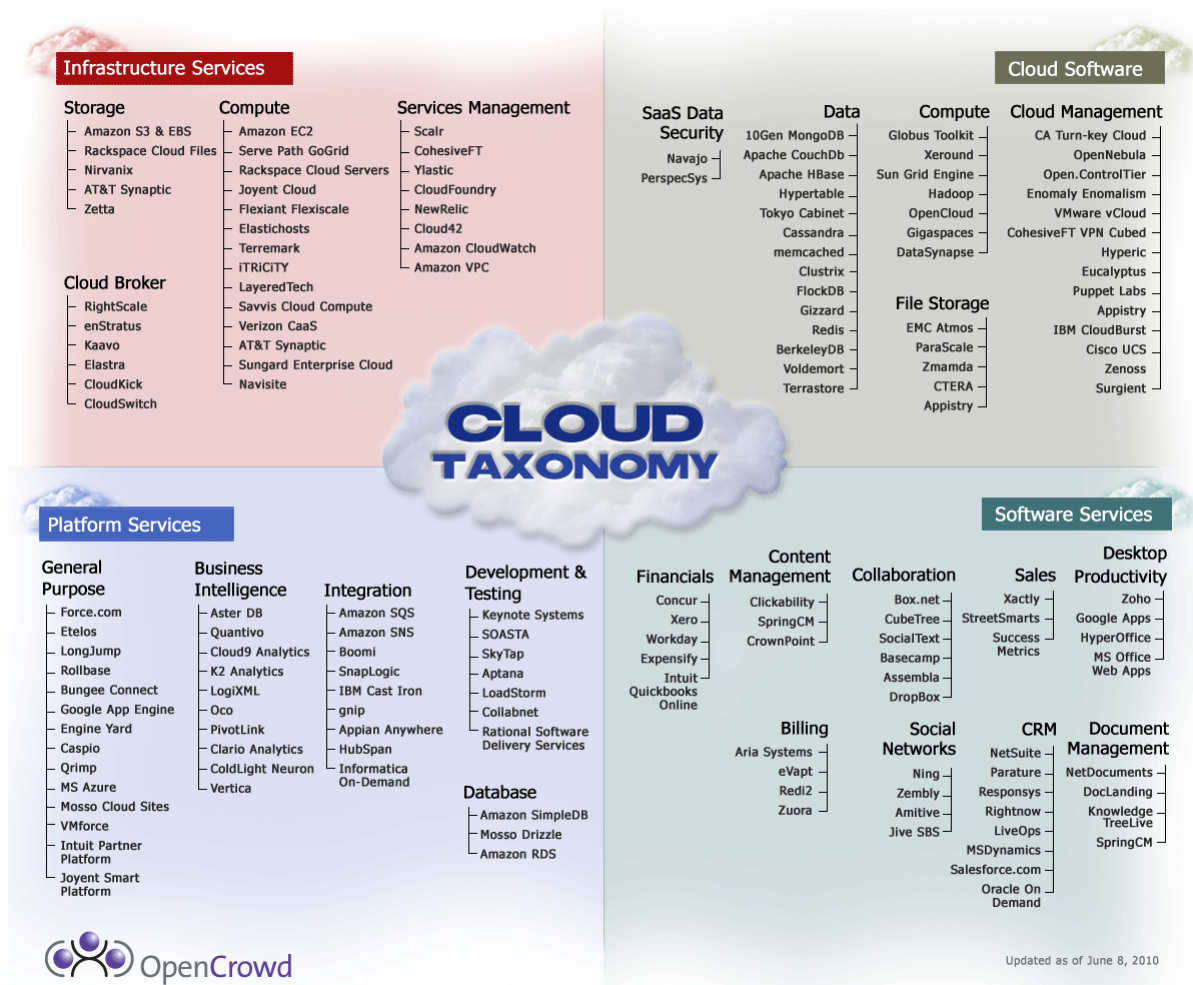 Infrastructure Services
Storage
Amazon S3 & EBS
Rackspace Cloud Files
Nirvanix
AT&T Synaptic
Zetta
Cloud Broker
RightScale
enStratus
Kaavo
Elastra
CloudKick
CloudSwitch
Compute
Amazon EC2
Serve Path GoGrid
Rackspace Cloud Servers
Joyent Cloud
Flexiant Flexiscale
Elastichosts
Terremark
iTRiCiTY
LayeredTech
Savvis Cloud Compute
Verizon CaaS
AT&T Synaptic
Sungard Enterprise Cloud
Navisite
Services Management
Scalr
CohesiveFT
Ylastic
CloudFoundry
NewRelic
Cloud42
Amazon CloudWatch
Amazon VPC
Cloud Software
SaaS Data
Security
Navajo
PerspecSys
Data
10Gen MongoDB
Apache CouchDb
Apache HBase
Hypertable
Tokyo Cabinet
Cassandra
memcached
Clustrix
FlockDB
Gizzard
Redis
BerkeleyDB
Voldemort
Terrastore
Compute
Globus Toolkit
Xeround
Sun Grid Engine
Hadoop
OpenCloud
Gigaspaces
DataSynapse
File Storage
EMC Atmos
ParaScale
Zmamda
CTERA
Appistry
Cloud Management
CA Turn-key Cloud
OpenNebula
Open.ControlTier
Enomaly Enomalism
VMware vCloud
CohesiveFT VPN Cubed
Hyperic
Eucalyptus
Puppet Labs
Appistry
IBM CloudBurst
Cisco UCS
Zenoss
Surgient
CLOUD
TAXONOMY
Platform Services
General
Purpose
Force.com
Etelos
LongJump
Rollbase
Bungee Connect
Google App Engine
Engine Yard
Caspio
Qrimp
MS Azure
Mosso Cloud Sites
VMforce
Intuit Partner
Platform
Joyent Smart
Platform
Business
Intelligence
Aster DB
Quantivo
Cloud9 Analytics
K2 Analytics
LogiXML
Oco
PivotLink
Clario Analytics
ColdLight Neuron
Vertica
Integration
Amazon SQS
Amazon SNS
Boomi
SnapLogic
IBM Cast Iron
gnip
Appian Anywhere
HubSpan
Informatica
On-Demand
Development &
Testing
Keynote Systems
SOASTA
SkyTap
Aptana
LoadStorm
Collabnet
Rational Software
Delivery Services
Database
Amazon SimpleDB
Mosso Drizzle
Amazon RDS
Software Services
Financials
Concur
Xero
Workday
Expensify
Intuit
Quickbooks
Online
Content
Management
Clickability
SpringCM
CrownPoint
Collaboration
Box.net
CubeTree
SocialText
Basecamp
Assembla
DropBox
Sales
Xactly
StreetSmarts
Success
Metrics
Desktop
Productivity
Zoho
Google Apps
HyperOffice
MS Office
Web Apps
Billing
Aria Systems
eVapt
Redi2
Zuora
Social
Networks
Ning
Zembly
Amitive
Jive SBS
CRM
NetSuite
Parature
Responsys
Rightnow
LiveOps
MSDynamics
Salesforce.com
Oracle On
Demand
Document
Management
NetDocuments
DocLanding
Knowledge
TreeLive
SpringCM
OpenCrowd
Updated as of June 8, 2010